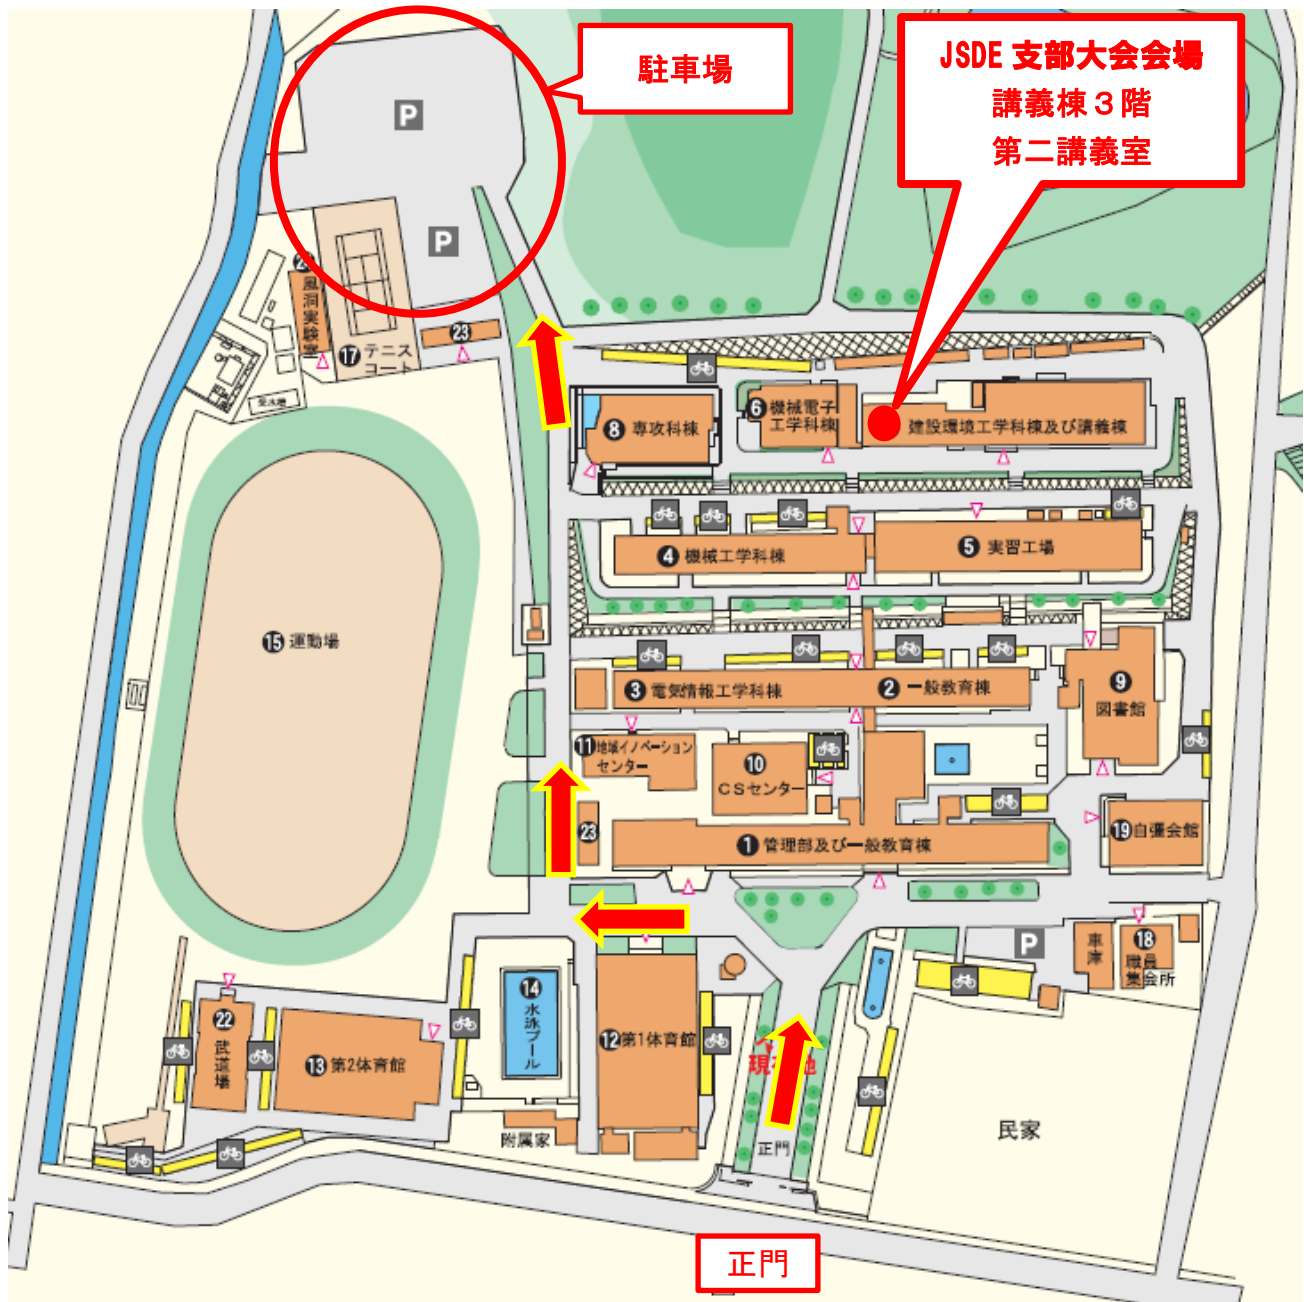 駐車場
JSDE 支部大会会場
講義棟３階
第二講義室
P
P
風洞実験室
17 テニスコート
23
受水槽
8 専攻科棟
6 機械電子
工学科棟
建設環境工学科棟及び講義棟
4 機械工学科棟
5 実習工場
15 運動場
3 電気情報工学科棟
2 一般教育棟
9
図書館
11 地域イノベーション
センター
10
CSセンター
23
1 管理部及び一般教育棟
19 自彊会館
P
車庫
18
職員
集会所
14
水泳プール
12 第1体育館
22
武道場
13 第2体育館
附属家
正門
民家
正門